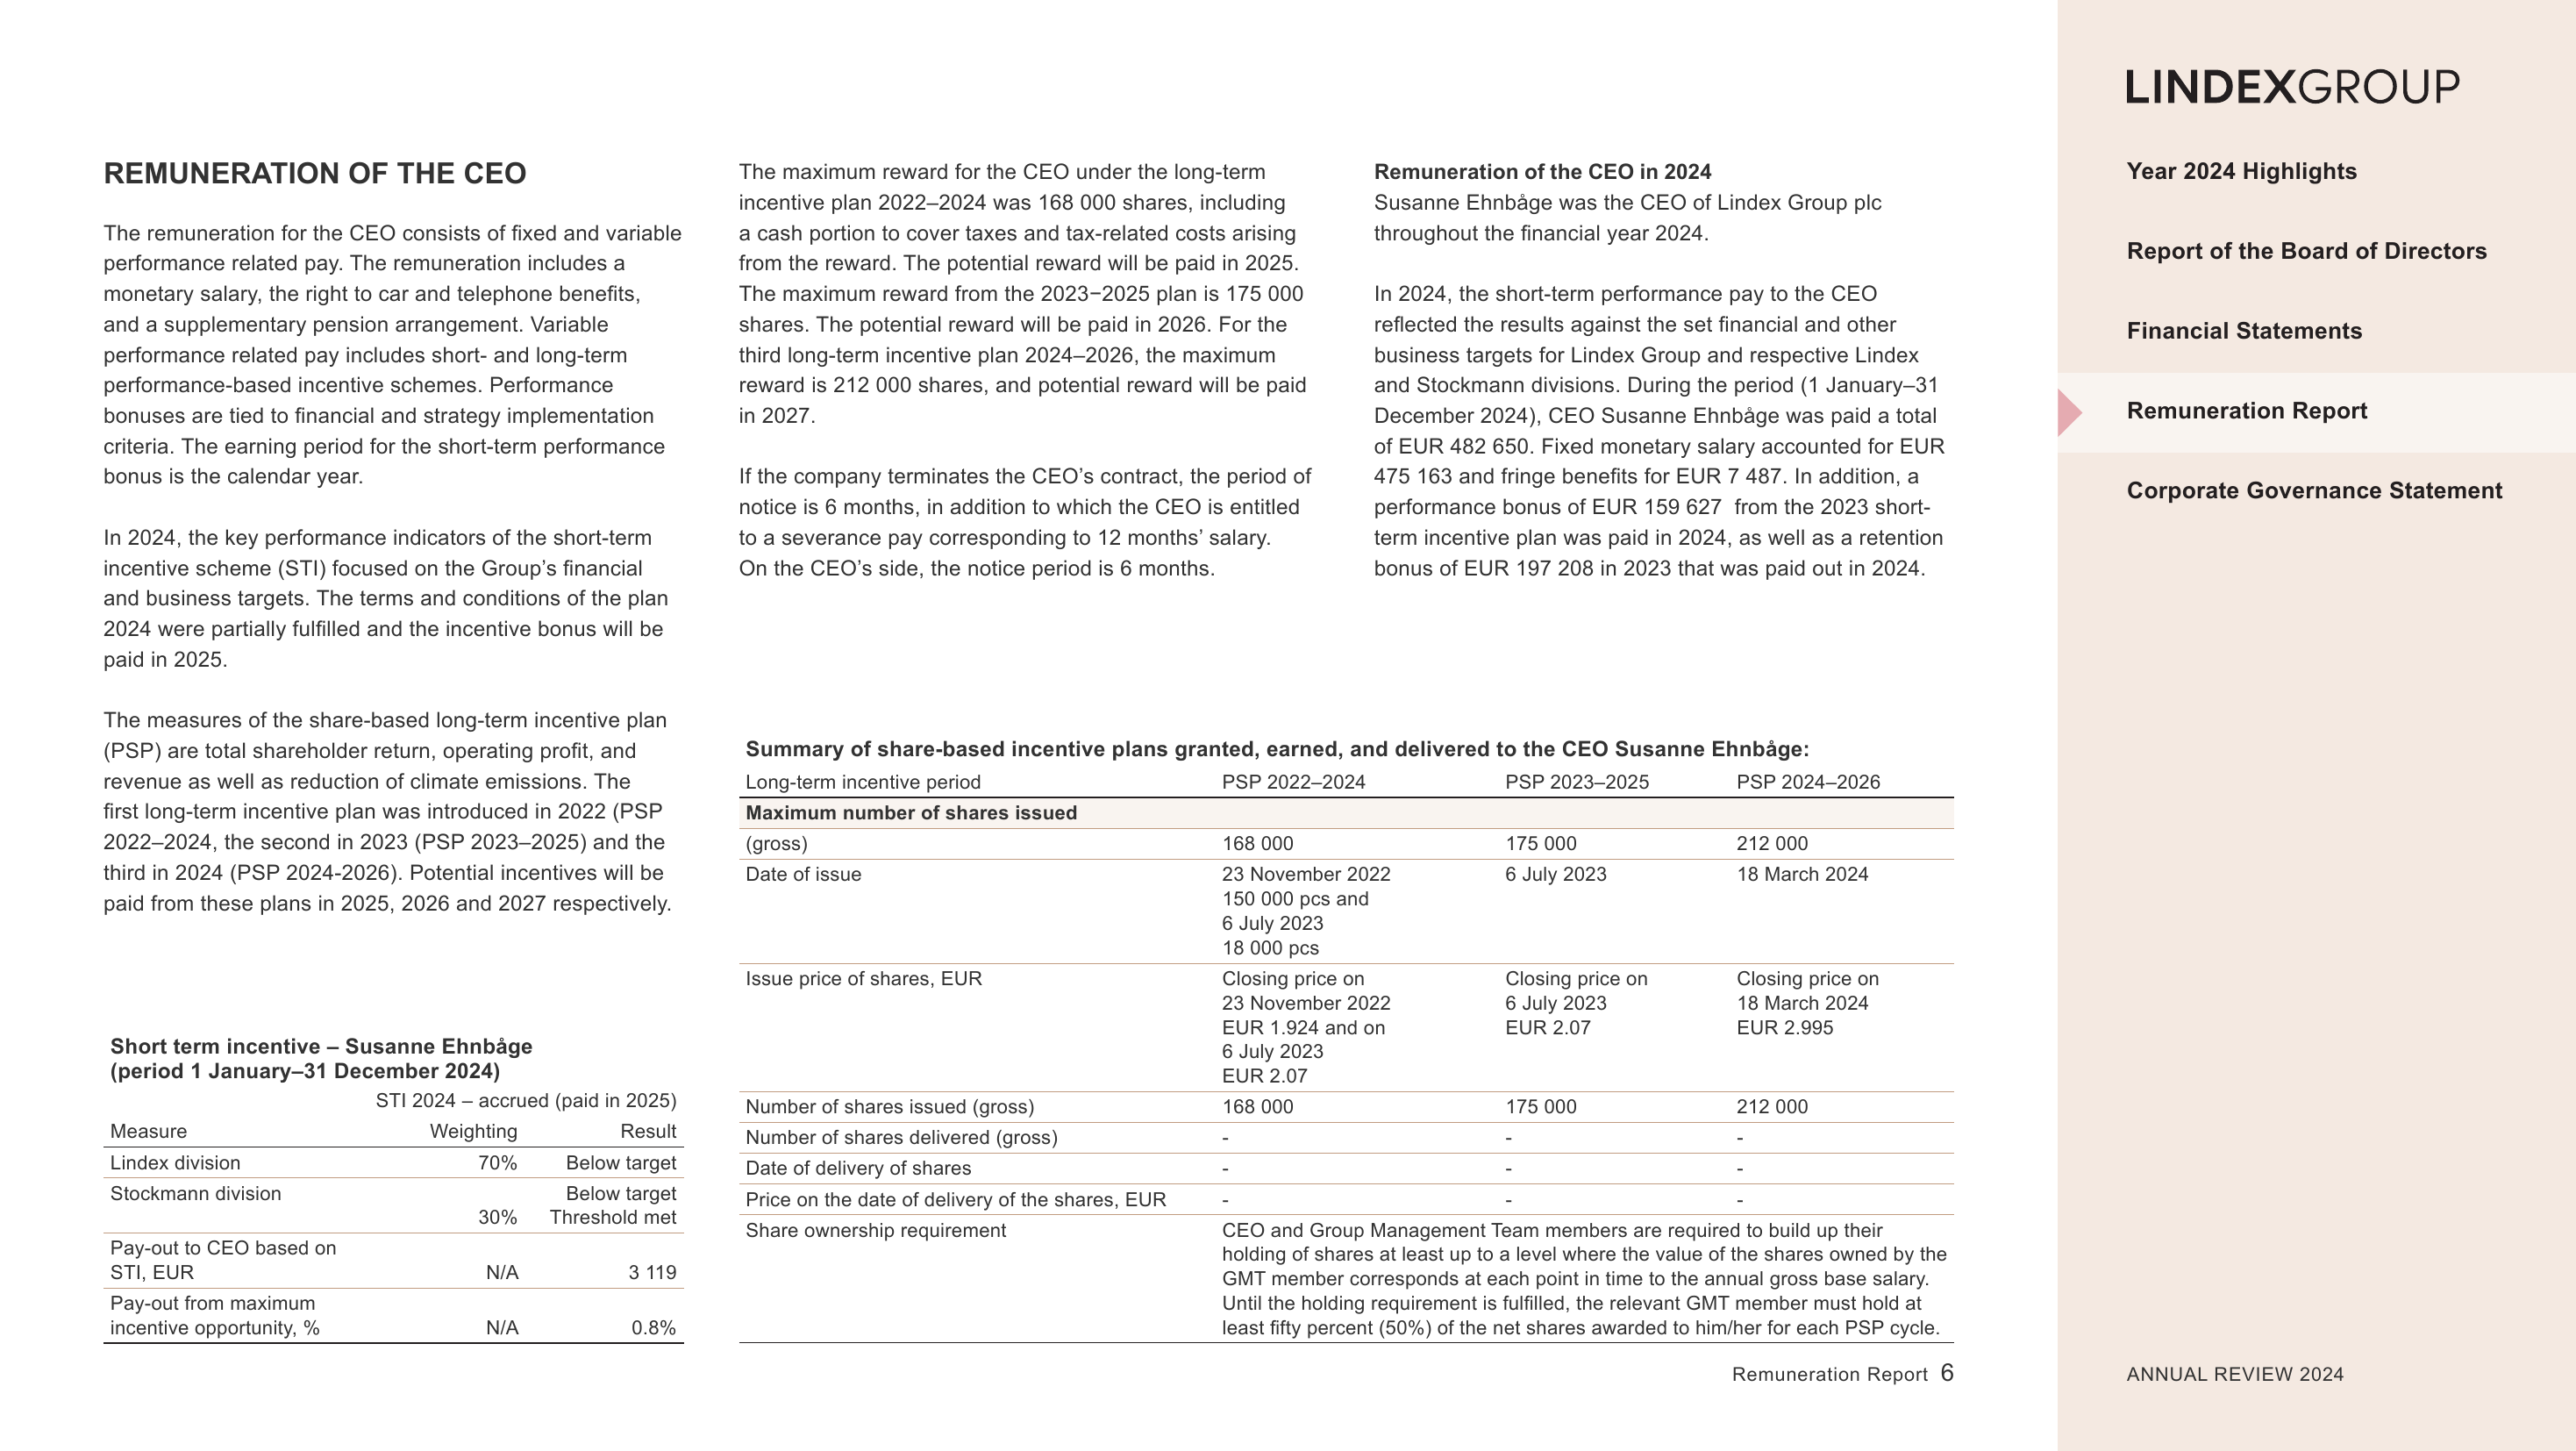 REMUNERATION OF THE CEO
The remuneration for the CEO consists of fixed and variable
performance related pay. The remuneration includes a
monetary salary, the right to car and telephone benefits,
and a supplementary pension arrangement. Variable
performance related pay includes short- and long-term
performance-based incentive schemes. Performance
bonuses are tied to financial and strategy implementation
criteria. The earning period for the short-term performance
bonus is the calendar year.
In 2024, the key performance indicators of the short-term
incentive scheme (STI) focused on the Group’s financial
and business targets. The terms and conditions of the plan
2024 were partially fulfilled and the incentive bonus will be
paid in 2025.
The measures of the share-based long-term incentive plan
(PSP) are total shareholder return, operating profit, and
revenue as well as reduction of climate emissions. The
first long-term incentive plan was introduced in 2022 (PSP
2022–2024, the second in 2023 (PSP 2023–2025) and the
third in 2024 (PSP 2024-2026). Potential incentives will be
paid from these plans in 2025, 2026 and 2027 respectively.
Short term incentive – Susanne Ehnbåge
(period 1 January–31 December 2024)
STI 2024 – accrued (paid in 2025)
Measure Weighting Result
Lindex division 70% Below target
Stockmann division Below target
30% Threshold met
Pay-out to CEO based on
STI, EUR N/A 3 119
Pay-out from maximum
incentive opportunity, % N/A 0.8%
The maximum reward for the CEO under the long-term
incentive plan 2022–2024 was 168 000 shares, including
a cash portion to cover taxes and tax-related costs arising
from the reward. The potential reward will be paid in 2025.
The maximum reward from the 2023−2025 plan is 175 000
shares. The potential reward will be paid in 2026. For the
third long-term incentive plan 2024–2026, the maximum
reward is 212 000 shares, and potential reward will be paid
in 2027.
If the company terminates the CEO’s contract, the period of
notice is 6 months, in addition to which the CEO is entitled
to a severance pay corresponding to 12 months’ salary.
On the CEO’s side, the notice period is 6 months.
Remuneration of the CEO in 2024
Susanne Ehnbåge was the CEO of Lindex Group plc
throughout the financial year 2024.
In 2024, the short-term performance pay to the CEO
reflected the results against the set financial and other
business targets for Lindex Group and respective Lindex
and Stockmann divisions. During the period (1 January–31
December 2024), CEO Susanne Ehnbåge was paid a total
of EUR 482 650. Fixed monetary salary accounted for EUR
475 163 and fringe benefits for EUR 7 487. In addition, a
performance bonus of EUR 159 627 from the 2023 short-
term incentive plan was paid in 2024, as well as a retention
bonus of EUR 197 208 in 2023 that was paid out in 2024.
Summary of share-based incentive plans granted, earned, and delivered to the CEO Susanne Ehnbåge:
Long-term incentive period PSP 2022–2024 PSP 2023–2025 PSP 2024–2026
Maximum number of shares issued
(gross) 168 000 175 000 212 000
Date of issue 23 November 2022 6 July 2023 18 March 2024
150 000 pcs and
6 July 2023
18 000 pcs
Issue price of shares, EUR Closing price on Closing price on Closing price on
23 November 2022 6 July 2023 18 March 2024
EUR 1.924 and on EUR 2.07 EUR 2.995
6 July 2023
EUR 2.07
Number of shares issued (gross) 168 000 175 000 212 000
Number of shares delivered (gross) - - -
Date of delivery of shares - - -
Price on the date of delivery of the shares, EUR - - -
Share ownership requirement CEO and Group Management Team members are required to build up their
holding of shares at least up to a level where the value of the shares owned by the
GMT member corresponds at each point in time to the annual gross base salary.
Until the holding requirement is fulfilled, the relevant GMT member must hold at
least fifty percent (50%) of the net shares awarded to him/her for each PSP cycle.
Remuneration Report 6
LINDEXGROUP
Year 2024 Highlights
Report of the Board of Directors
Financial Statements
Remuneration Report
Corporate Governance Statement
ANNUAL REVIEW 2024